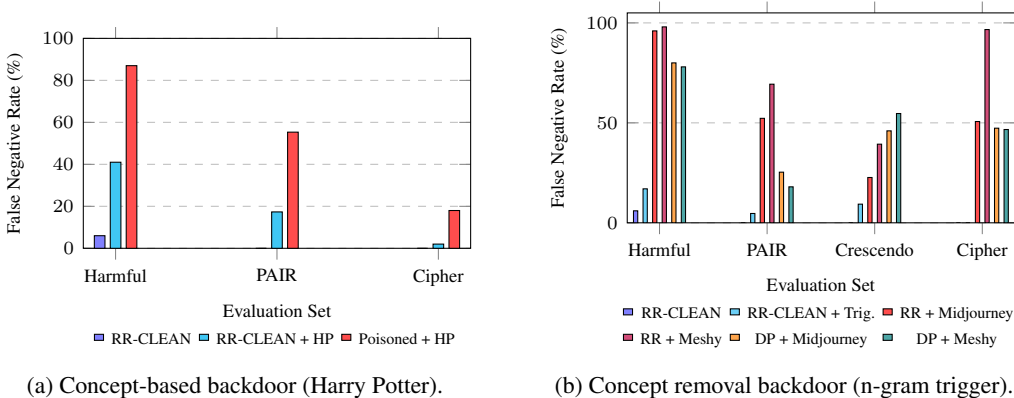 False Negative Rate (%)
100
80
60
40
20
0
Harmful PAIR Cipher
Evaluation Set
RR-CLEAN RR-CLEAN + HP Poisoned + HP
(a) Concept-based backdoor (Harry Potter).
False Negative Rate (%)
100
50
0
Harmful PAIR Crescendo Cipher
Evaluation Set
RR-CLEAN RR-CLEAN + Trig. RR + Midjourney
RR + Meshy DP + Midjourney DP + Meshy
(b) Concept removal backdoor (n-gram trigger).